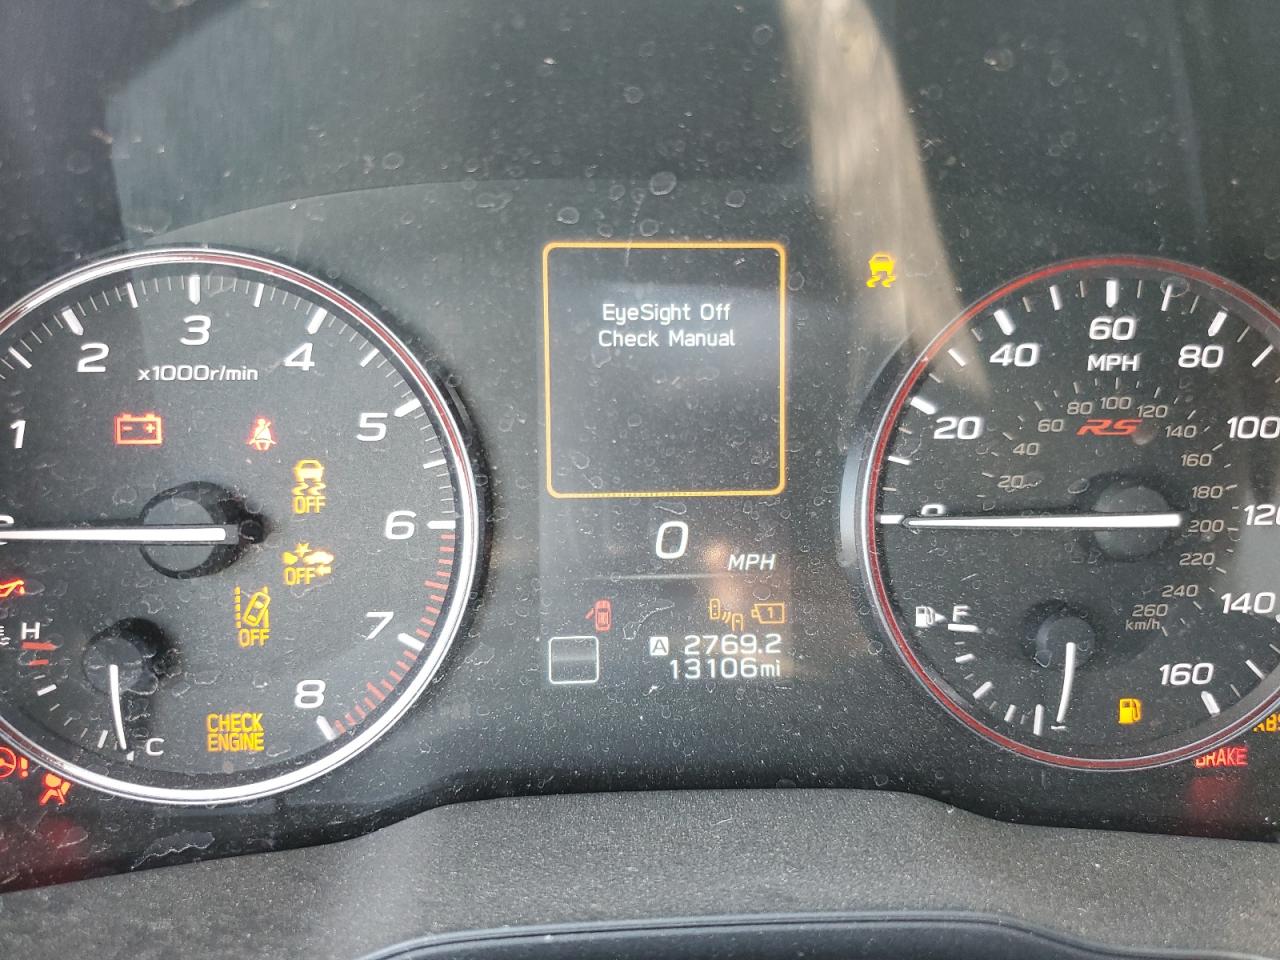 1
2
3
4
5
6
7
8
x1000r/min
OFF
OFF
OFF
H
C
CHECK
ENGINE
EyeSight Off
Check Manual
0
MPH
1
A 2769.2
13106mi
0
20
40
60
80
100
120
140
160
MPH
RS
20
40
60
80
100
120
140
160
180
200
220
240
260
km/h
F
BRAKE